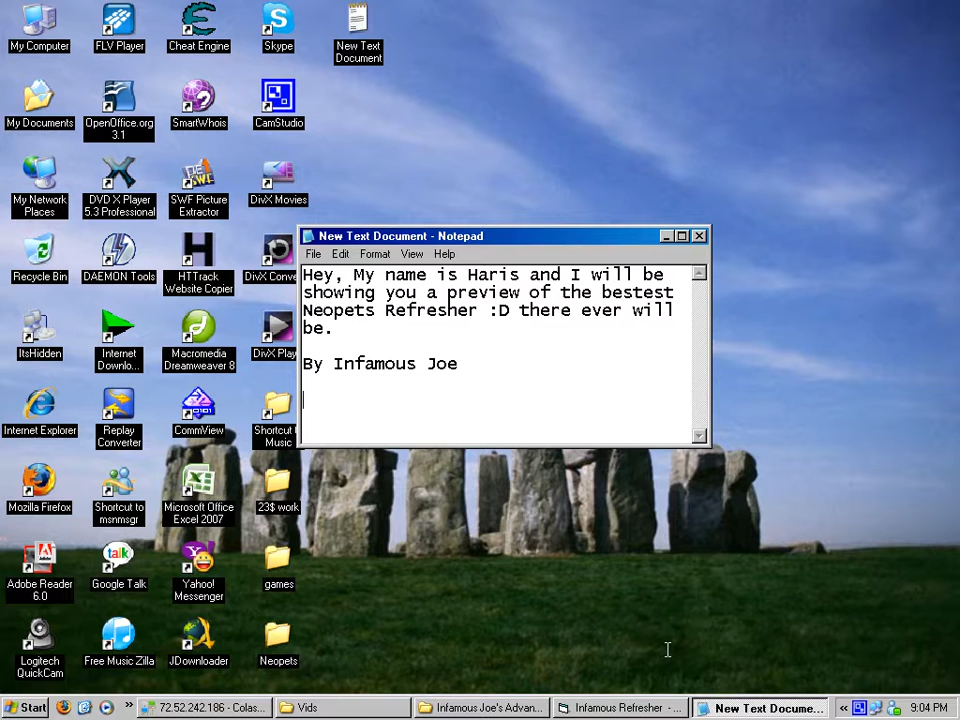 My Computer
FLV Player
Cheat Engine
Skype
New Text
Document
My Documents
OpenOffice.org
3.1
SmartWhois
CamStudio
My Network
Places
DVD X Player
5.3 Professional
SWF Picture
Extractor
DivX Movies
Recycle Bin
DAEMON Tools
HTTrack
Website Copier
DivX Conve
ItsHidden
Internet
Downlo...
Macromedia
Dreamweaver 8
DivX Play
Internet Explorer
Replay
Converter
CommView
Shortcut t
Music
Mozilla Firefox
Shortcut to
msnmsgr
Microsoft Office
Excel 2007
23$ work
Adobe Reader
6.0
Google Talk
Yahoo!
Messenger
games
Logitech
QuickCam
Free Music Zilla
JDownloader
Neopets
New Text Document - Notepad
File Edit Format View Help
Hey, My name is Haris and I will be
showing you a preview of the bestest
Neopets Refresher :D there ever will
be.
By Infamous Joe
Start
72.52.242.186 - Colas...
Vids
Infamous Joe's Advan...
Infamous Refresher - ...
New Text Docume...
9:04 PM